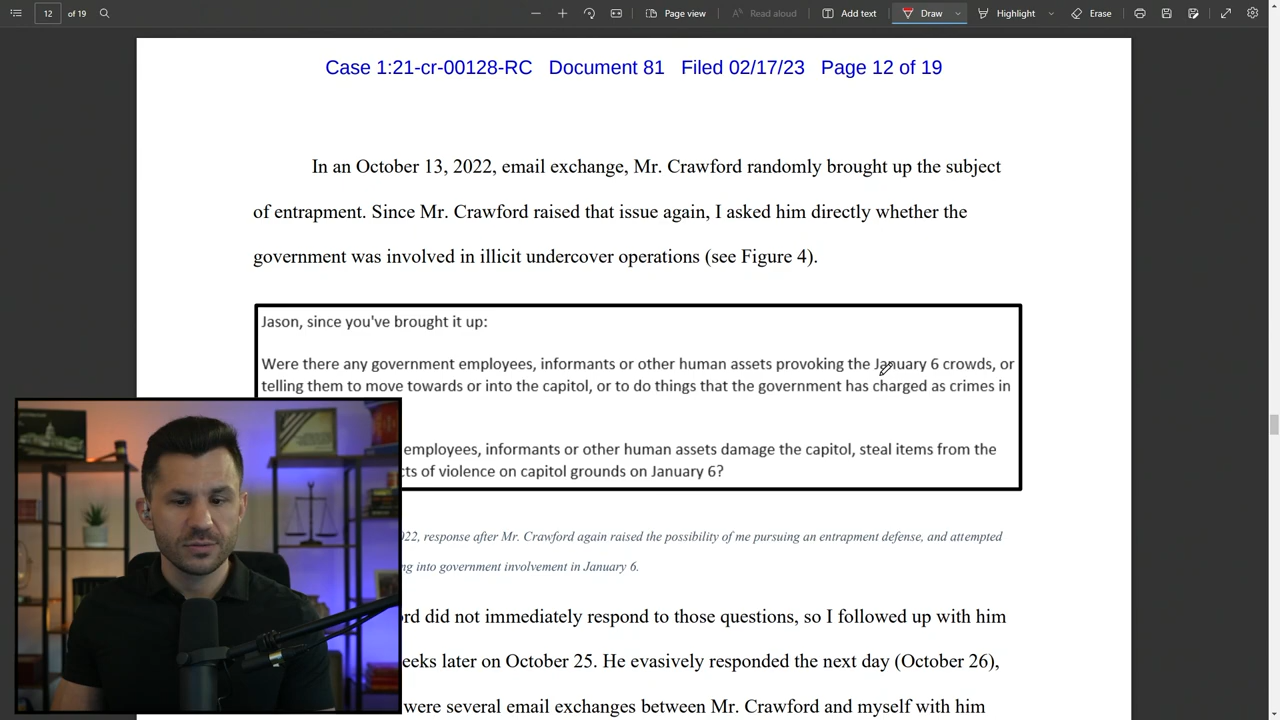 12 of 19
Page view
Read aloud
Add text
Draw
Highlight
Erase
Case 1:21-cr-00128-RC Document 81 Filed 02/17/23 Page 12 of 19
In an October 13, 2022, email exchange, Mr. Crawford randomly brought up the subject
of entrapment. Since Mr. Crawford raised that issue again, I asked him directly whether the
government was involved in illicit undercover operations (see Figure 4).
Jason, since you've brought it up:
Were there any government employees, informants or other human assets provoking the January 6 crowds, or
telling them to move towards or into the capitol, or to do things that the government has charged as crimes in
employees, informants or other human assets damage the capitol, steal items from the
cts of violence on capitol grounds on January 6?
22, response after Mr. Crawford again raised the possibility of me pursuing an entrapment defense, and attempted
ng into government involvement in January 6.
rd did not immediately respond to those questions, so I followed up with him
eeks later on October 25. He evasively responded the next day (October 26),
were several email exchanges between Mr. Crawford and myself with him